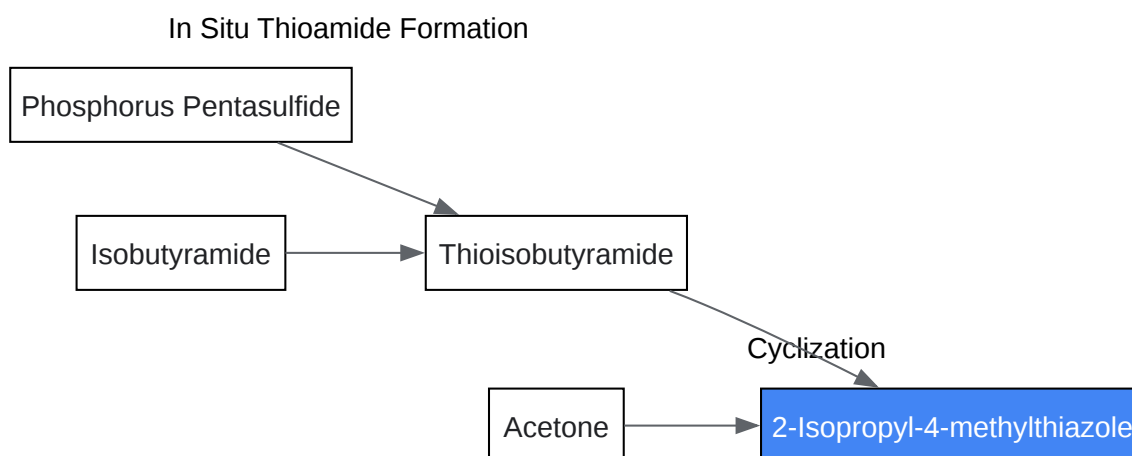 In Situ Thioamide Formation
Phosphorus Pentasulfide
Isobutyramide
Thioisobutyramide
Cyclization
Acetone
2-Isopropyl-4-methylthiazole